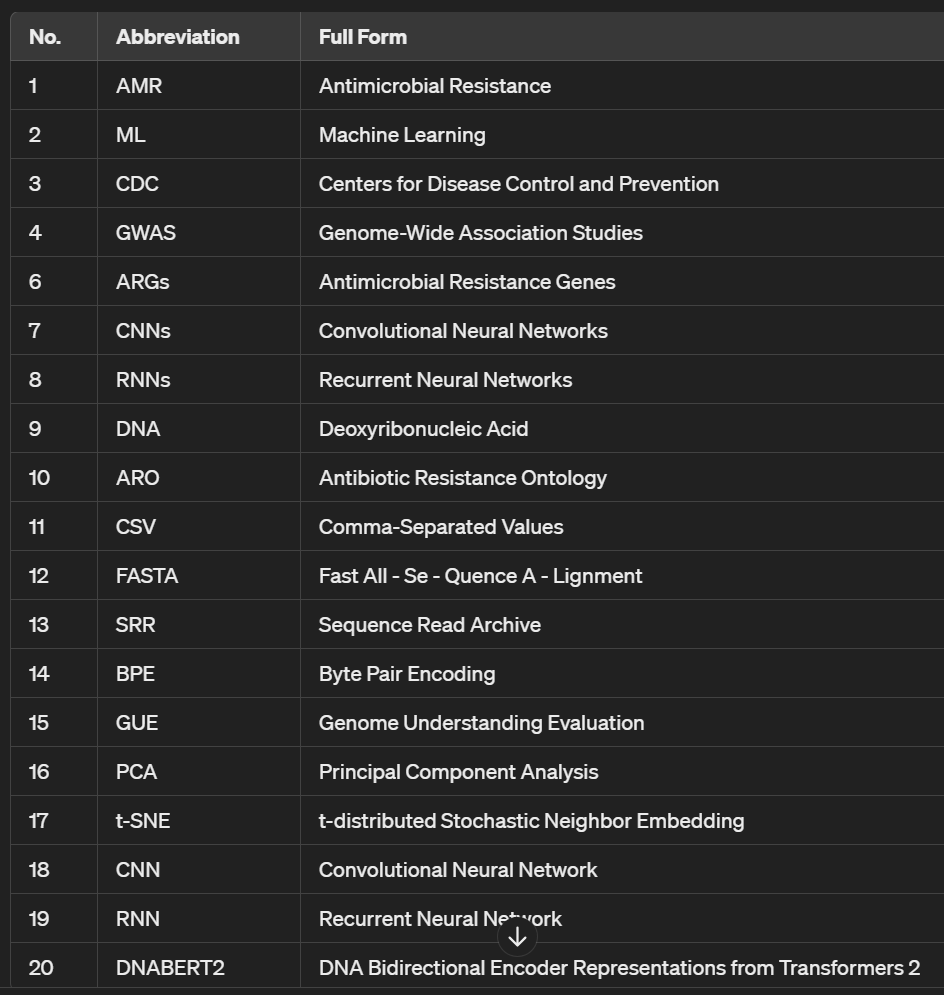 No. Abbreviation Full Form
1 AMR Antimicrobial Resistance
2 ML Machine Learning
3 CDC Centers for Disease Control and Prevention
4 GWAS Genome-Wide Association Studies
6 ARGs Antimicrobial Resistance Genes
7 CNNs Convolutional Neural Networks
8 RNNs Recurrent Neural Networks
9 DNA Deoxyribonucleic Acid
10 ARO Antibiotic Resistance Ontology
11 CSV Comma-Separated Values
12 FASTA Fast All - Se - Quence A - Lignment
13 SRR Sequence Read Archive
14 BPE Byte Pair Encoding
15 GUE Genome Understanding Evaluation
16 PCA Principal Component Analysis
17 t-SNE t-distributed Stochastic Neighbor Embedding
18 CNN Convolutional Neural Network
19 RNN Recurrent Neural Network
20 DNABERT2 DNA Bidirectional Encoder Representations from Transformers 2